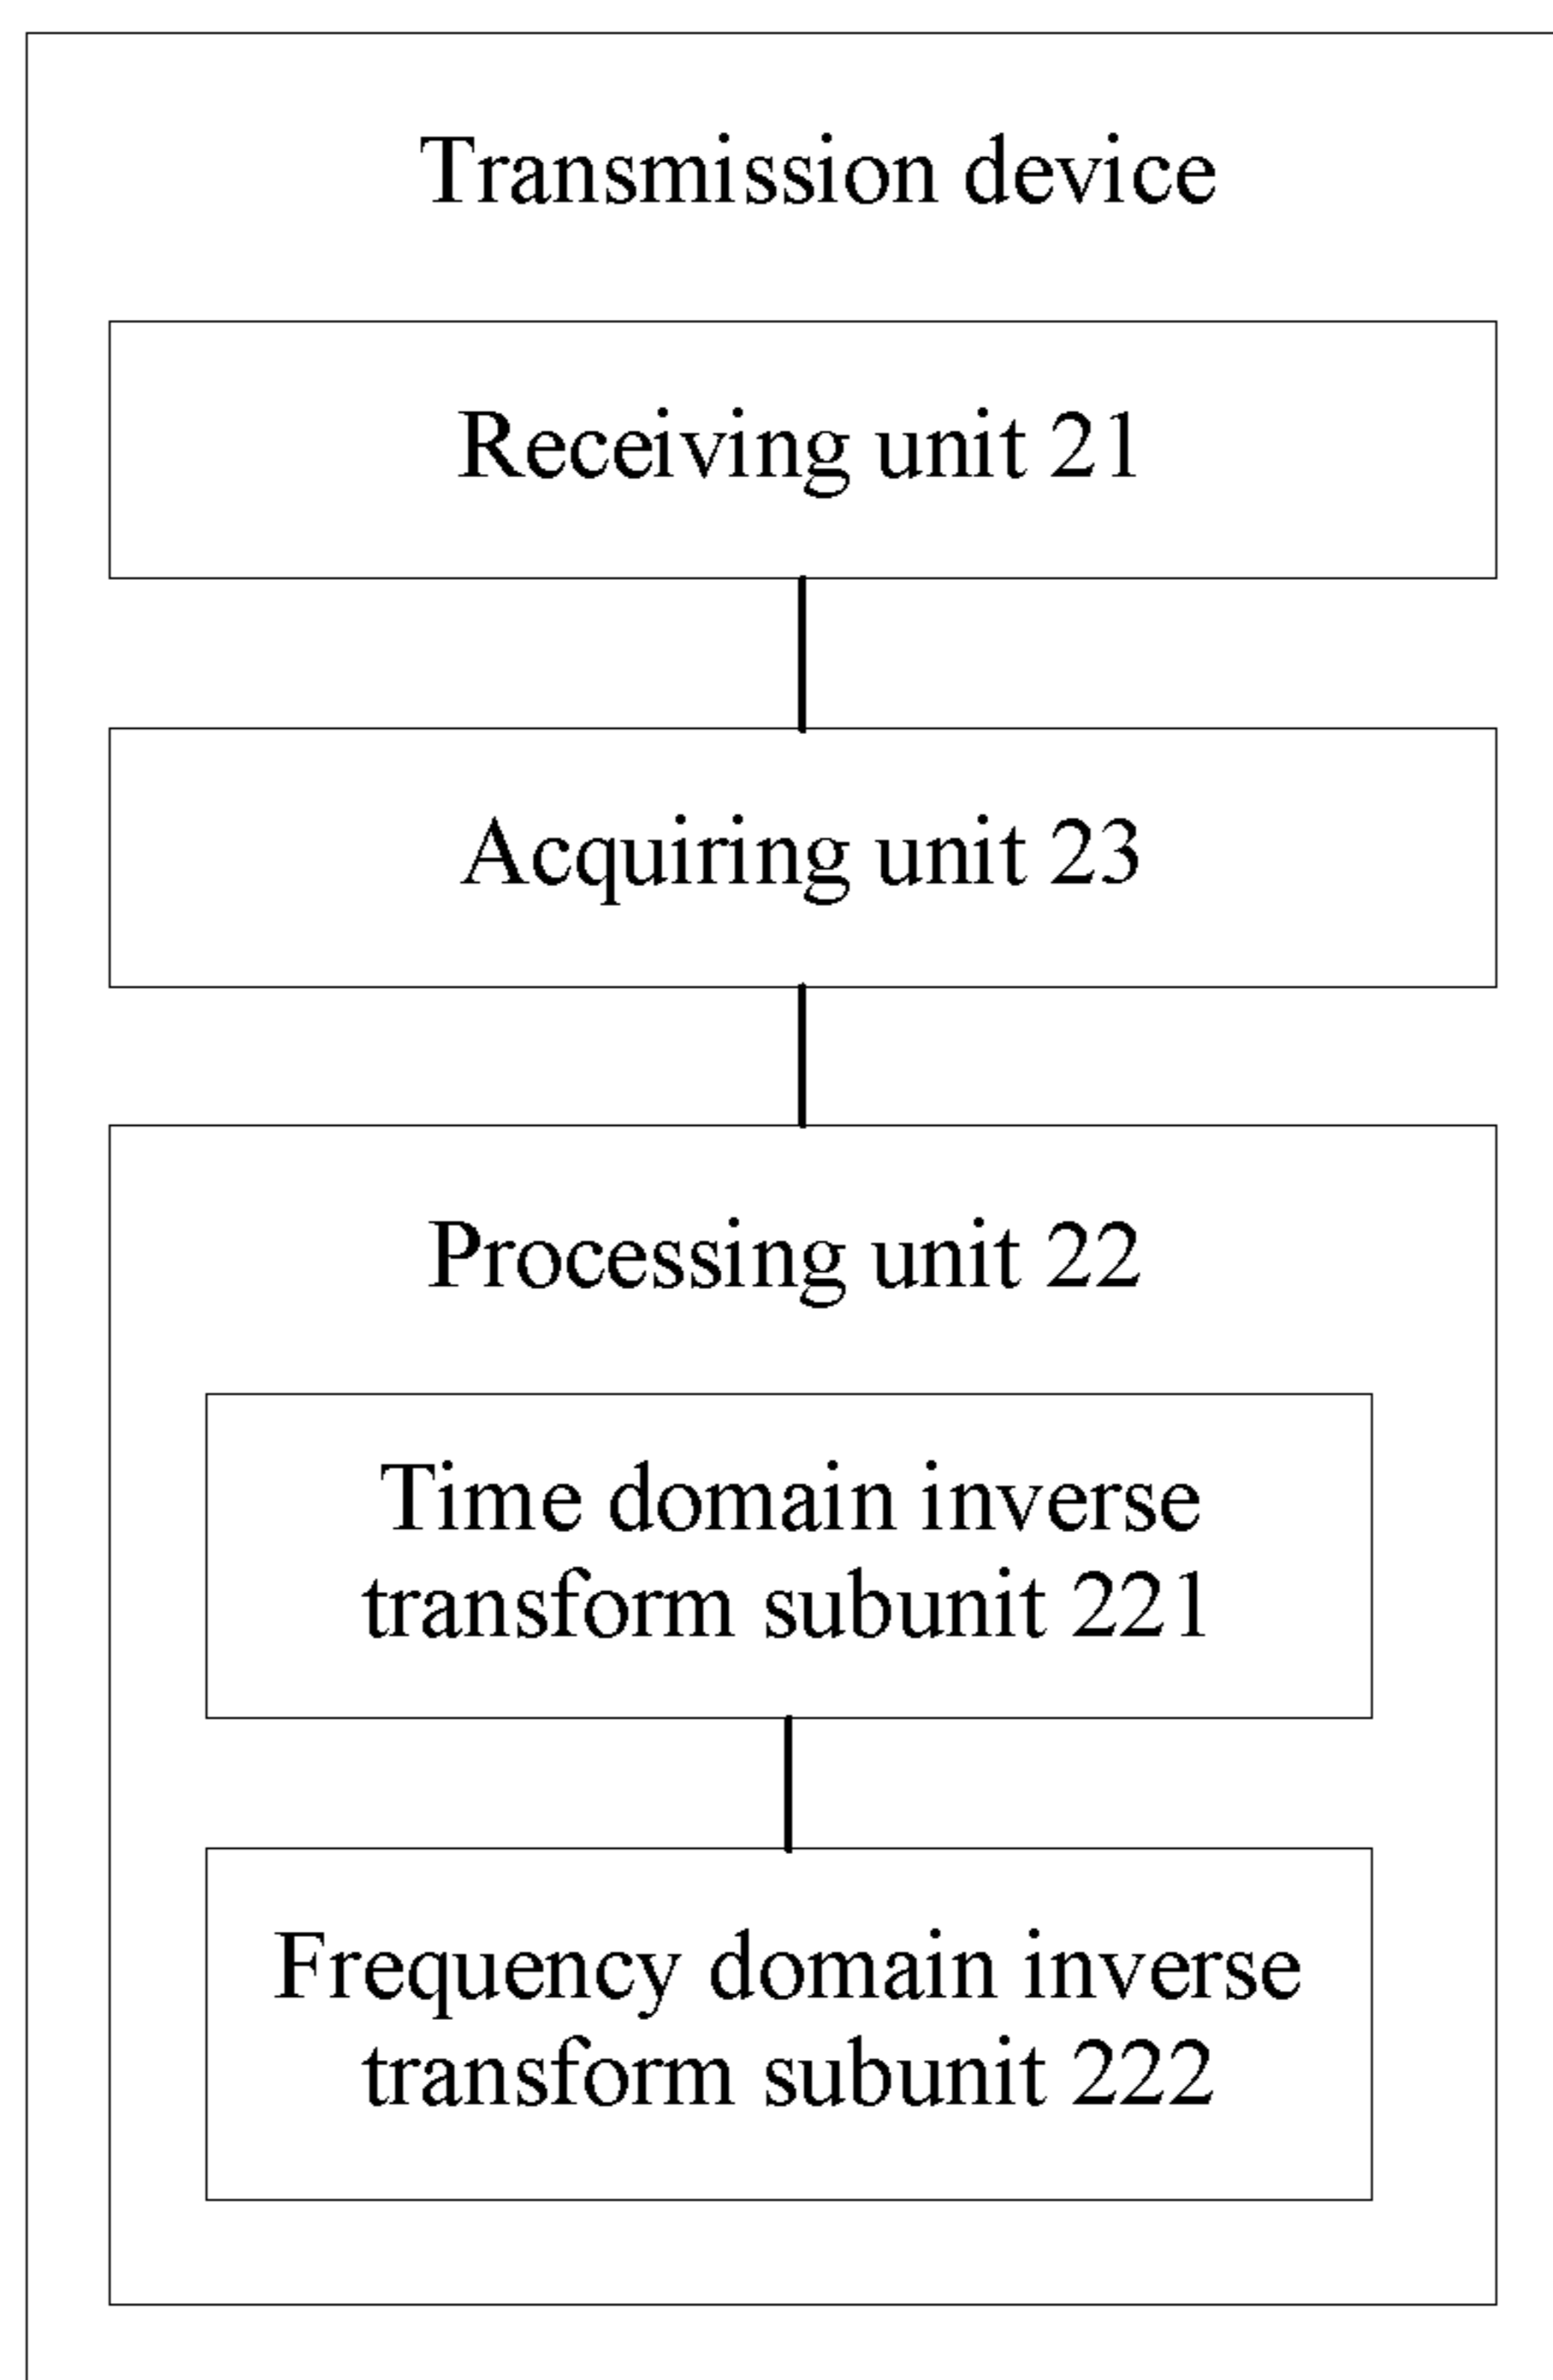 Transmission device
Receiving unit 21
Acquiring unit 23
Processing unit 22
Time domain inverse
transform subunit 221
Frequency domain inverse
transform subunit 222